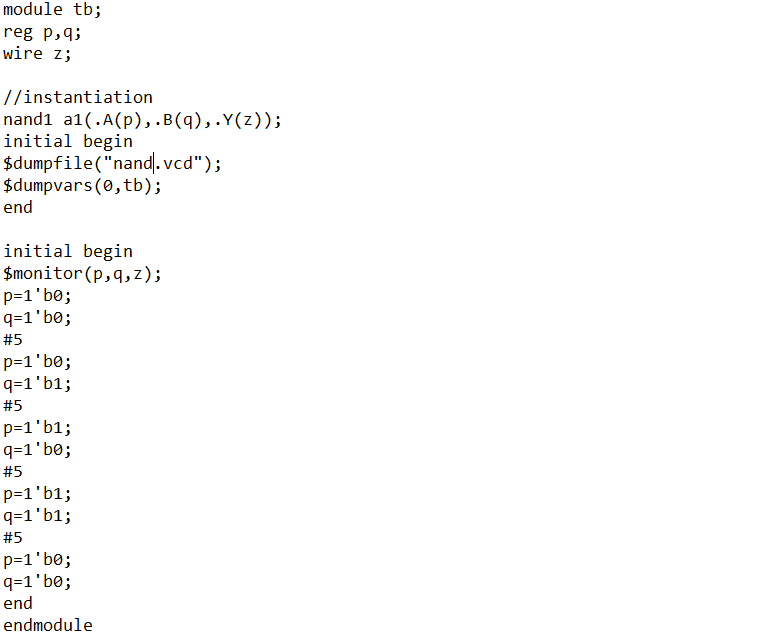 module tb;
reg p,q;
wire z;
//instantiation
nand1 a1(.A(p),.B(q),.Y(z));
initial begin
$dumpfile("nand.vcd");
$dumpvars(0,tb);
end
initial begin
$monitor(p,q,z);
p=1'b0;
q=1'b0;
#5
p=1'b0;
q=1'b1;
#5
p=1'b1;
q=1'b0;
#5
p=1'b1;
q=1'b1;
#5
p=1'b0;
q=1'b0;
end
endmodule